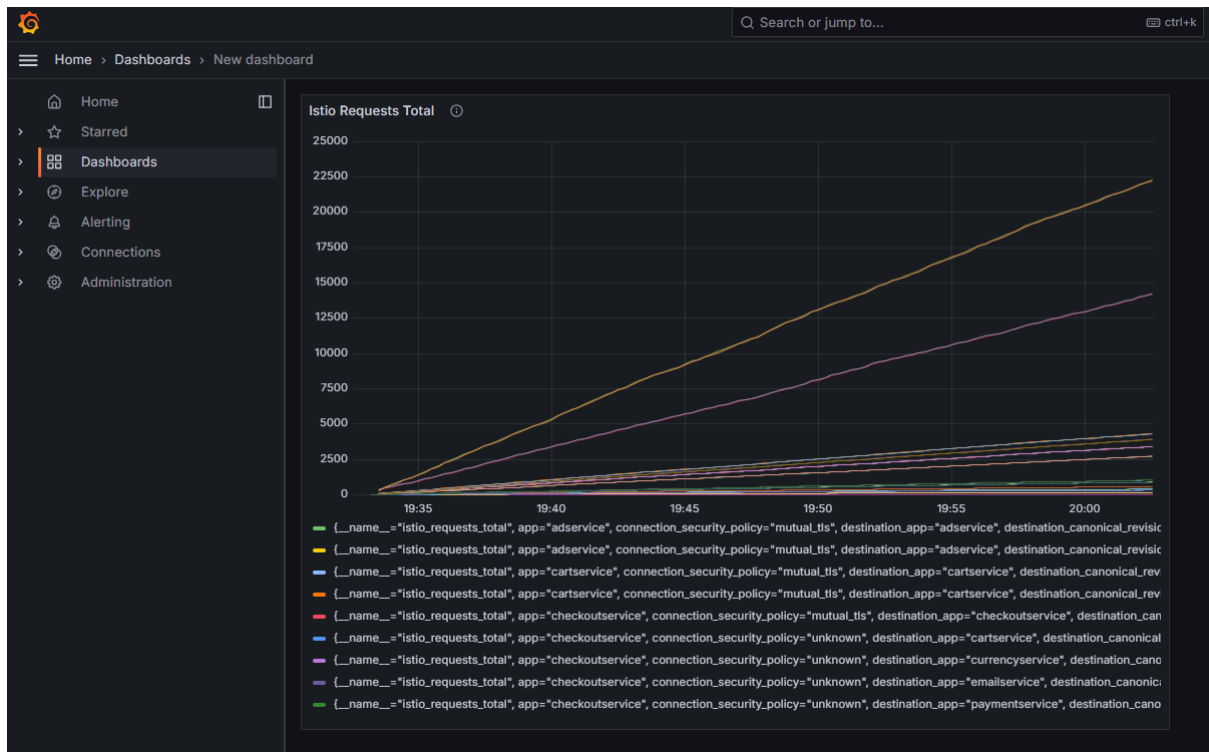 Search or jump to... ctrl+k
Home › Dashboards › New dashboard
Home
Starred
Dashboards
Explore
Alerting
Connections
Administration
Istio Requests Total
25000
22500
20000
17500
15000
12500
10000
7500
5000
2500
0
19:35 19:40 19:45 19:50 19:55 20:00
{__name__="istio_requests_total", app="adservice", connection_security_policy="mutual_tls", destination_app="adservice", destination_canonical_revisic
{__name__="istio_requests_total", app="adservice", connection_security_policy="mutual_tls", destination_app="adservice", destination_canonical_revisic
{__name__="istio_requests_total", app="cartservice", connection_security_policy="mutual_tls", destination_app="cartservice", destination_canonical_rev
{__name__="istio_requests_total", app="cartservice", connection_security_policy="mutual_tls", destination_app="cartservice", destination_canonical_rev
{__name__="istio_requests_total", app="checkoutservice", connection_security_policy="mutual_tls", destination_app="checkoutservice", destination_can
{__name__="istio_requests_total", app="checkoutservice", connection_security_policy="unknown", destination_app="cartservice", destination_canonical
{__name__="istio_requests_total", app="checkoutservice", connection_security_policy="unknown", destination_app="currencyservice", destination_cano
{__name__="istio_requests_total", app="checkoutservice", connection_security_policy="unknown", destination_app="emailservice", destination_canonica
{__name__="istio_requests_total", app="checkoutservice", connection_security_policy="unknown", destination_app="paymentservice", destination_cano